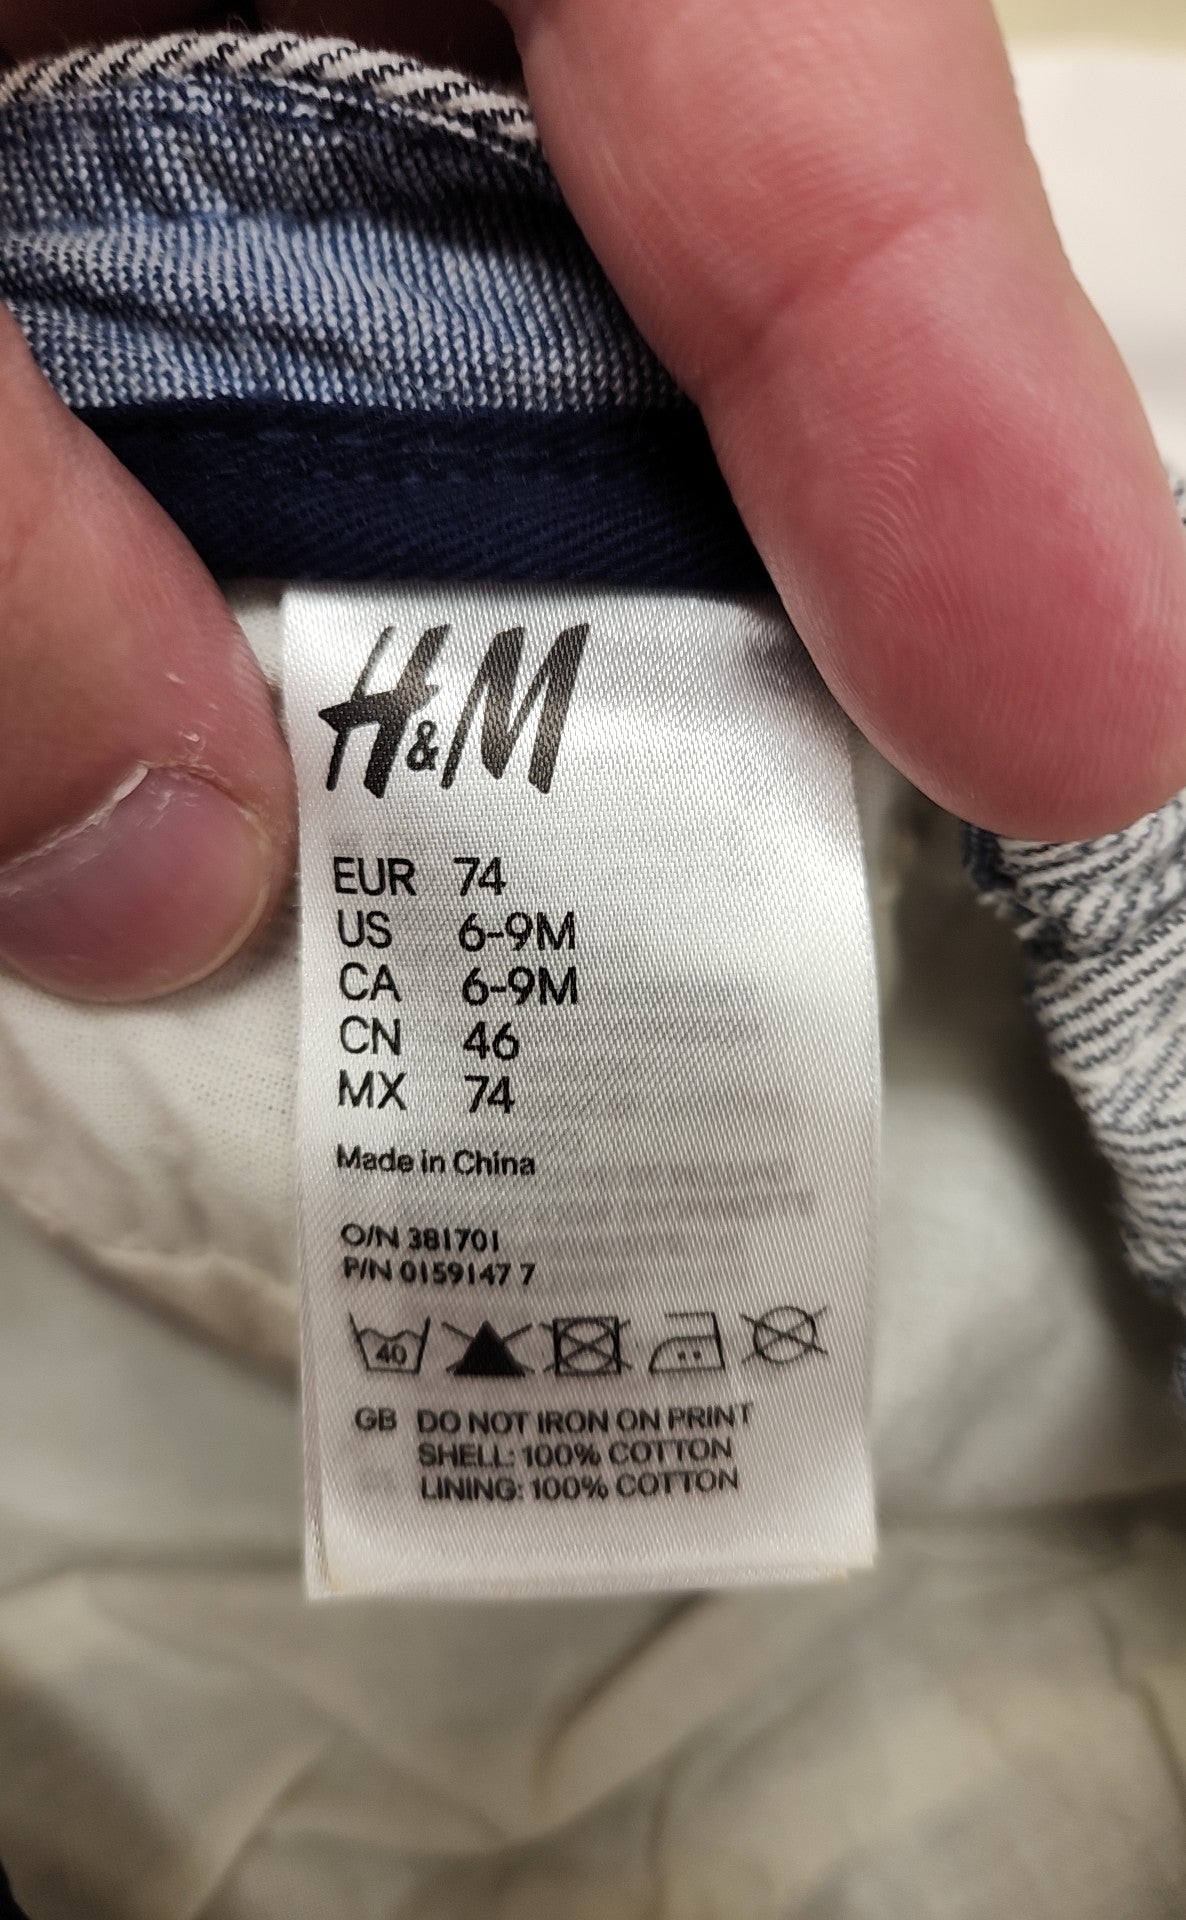 H&M
EUR 74
US 6-9M
CA 6-9M
CN 46
MX 74
Made in China
O/N 381701
P/N 0159147 7
40
GB DO NOT IRON ON PRINT
SHELL: 100% COTTON
LINING: 100% COTTON